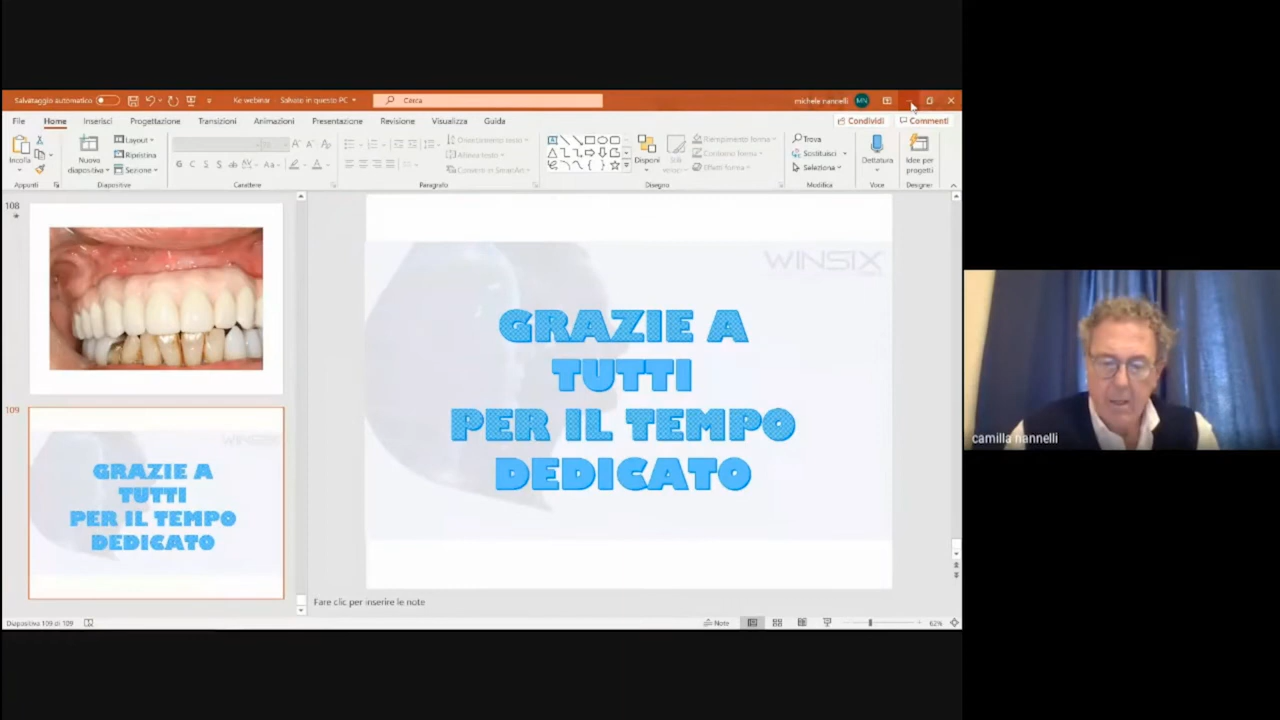 Salvataggio automatico
Ke webinar - Salvato in questo PC
Cerca
michele nannelli
MN
File
Home
Inserisci
Progettazione
Transizioni
Animazioni
Presentazione
Revisione
Visualizza
Guida
Condividi
Commenti
Incolla
Nuova diapositiva
Layout
Ripristina
Sezione
Disponi
Trova
Sostituisci
Seleziona
Dettatura
Idee per progetti
Appunti
Diapositive
Carattere
Paragrafo
Disegno
Modifica
Voce
Designer
108
109
WINSIX
GRAZIE A
TUTTI
PER IL TEMPO
DEDICATO
WINSIX
GRAZIE A
TUTTI
PER IL TEMPO
DEDICATO
camilla nannelli
Fare clic per inserire le note
Diapositiva 109 di 109
Note
62%